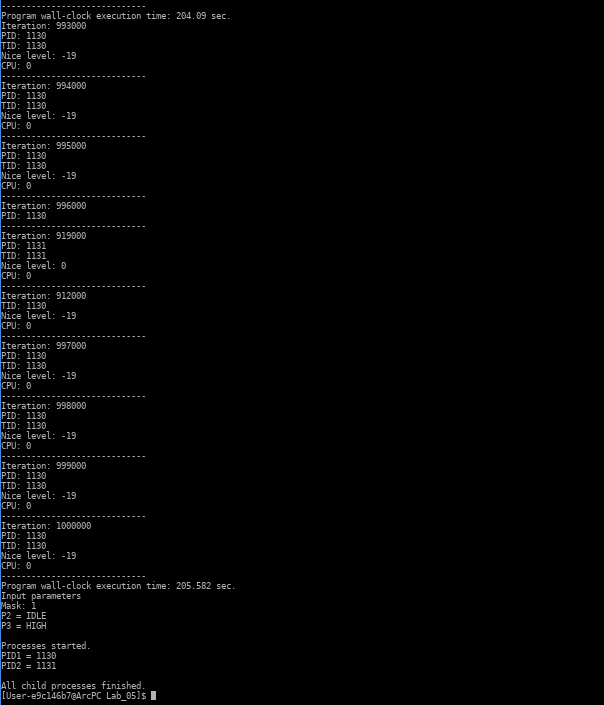 -----------------------------
Program wall-clock execution time: 204.09 sec.
Iteration: 993000
PID: 1130
TID: 1130
Nice level: -19
CPU: 0
-----------------------------
Iteration: 994000
PID: 1130
TID: 1130
Nice level: -19
CPU: 0
-----------------------------
Iteration: 995000
PID: 1130
TID: 1130
Nice level: -19
CPU: 0
-----------------------------
Iteration: 996000
PID: 1130
-----------------------------
Iteration: 919000
PID: 1131
TID: 1131
Nice level: 0
CPU: 0
-----------------------------
Iteration: 912000
TID: 1130
Nice level: -19
CPU: 0
-----------------------------
Iteration: 997000
PID: 1130
TID: 1130
Nice level: -19
CPU: 0
-----------------------------
Iteration: 998000
PID: 1130
TID: 1130
Nice level: -19
CPU: 0
-----------------------------
Iteration: 999000
PID: 1130
TID: 1130
Nice level: -19
CPU: 0
-----------------------------
Iteration: 1000000
PID: 1130
TID: 1130
Nice level: -19
CPU: 0
-----------------------------
Program wall-clock execution time: 205.582 sec.
Input parameters
Mask: 1
P2 = IDLE
P3 = HIGH
Processes started.
PID1 = 1130
PID2 = 1131
All child processes finished.
[User-e9c146b7@ArcPC Lab_05]$